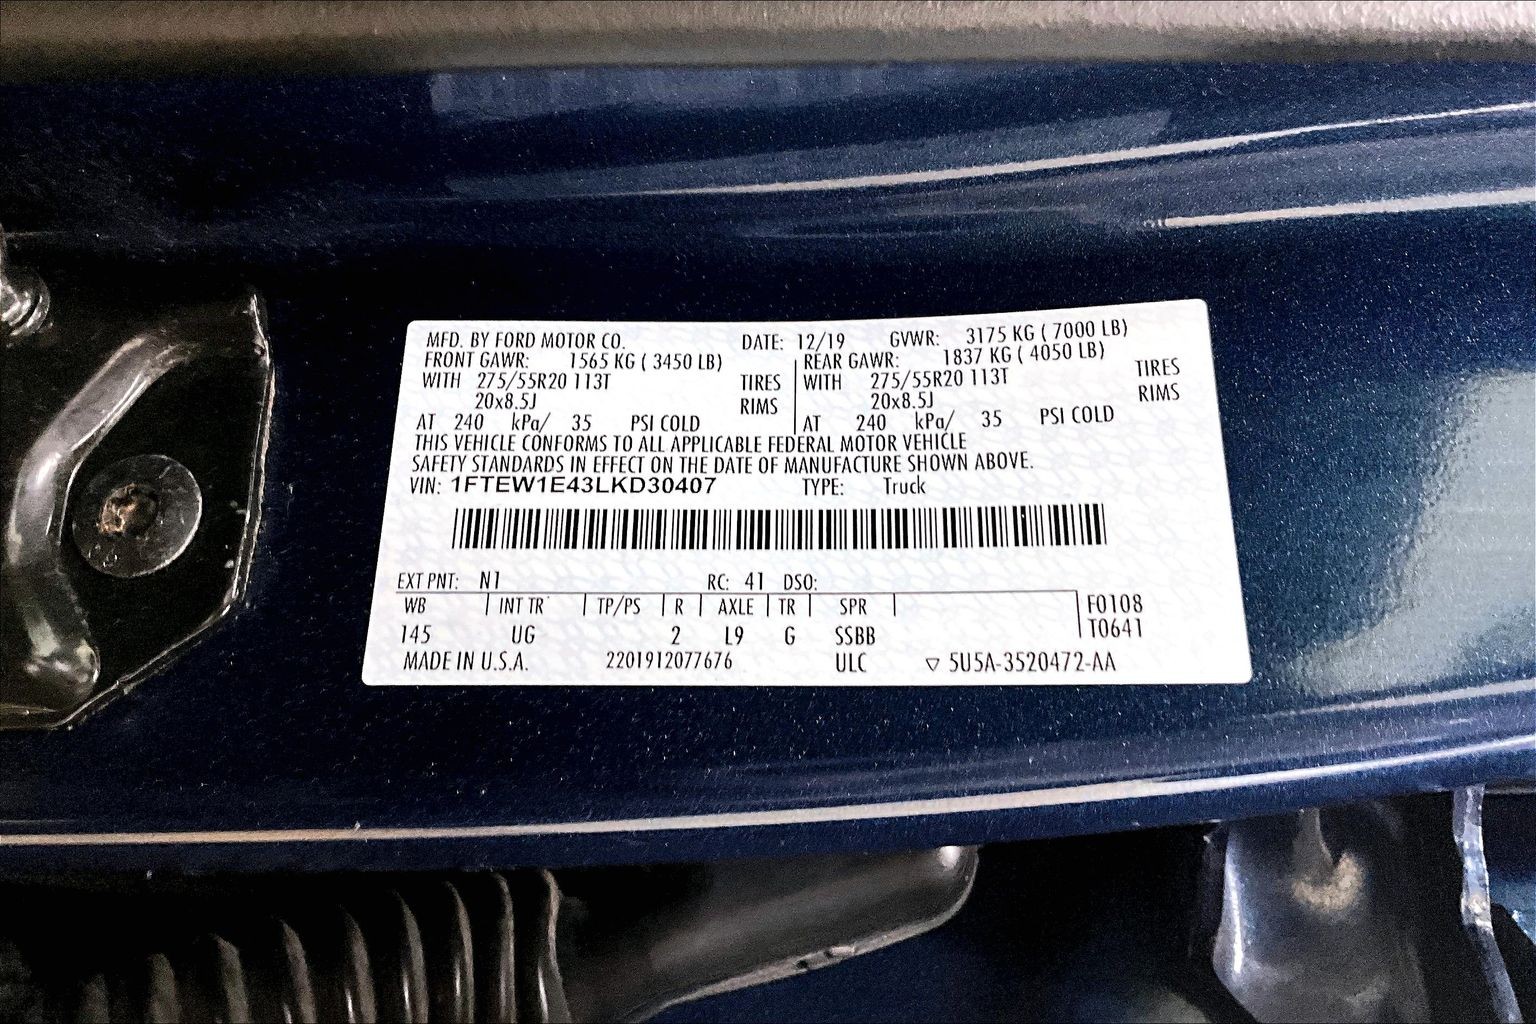 MFD. BY FORD MOTOR CO. DATE: 12/19 GVWR: 3175 KG ( 7000 LB)
FRONT GAWR: 1565 KG ( 3450 LB) REAR GAWR: 1837 KG ( 4050 LB)
WITH 275/55R20 113T TIRES WITH 275/55R20 113T TIRES
20x8.5J RIMS 20x8.5J RIMS
AT 240 kPa/ 35 PSI COLD AT 240 kPa/ 35 PSI COLD
THIS VEHICLE CONFORMS TO ALL APPLICABLE FEDERAL MOTOR VEHICLE
SAFETY STANDARDS IN EFFECT ON THE DATE OF MANUFACTURE SHOWN ABOVE.
VIN: 1FTEW1E43LKD30407 TYPE: Truck
EXT PNT: N1 RC: 41 DSO:
WB INT TR TP/PS R AXLE TR SPR F0108
145 UG 2 L9 G SSBB T0641
MADE IN U.S.A. 2201912077676 ULC ▽ 5U5A-3520472-AA